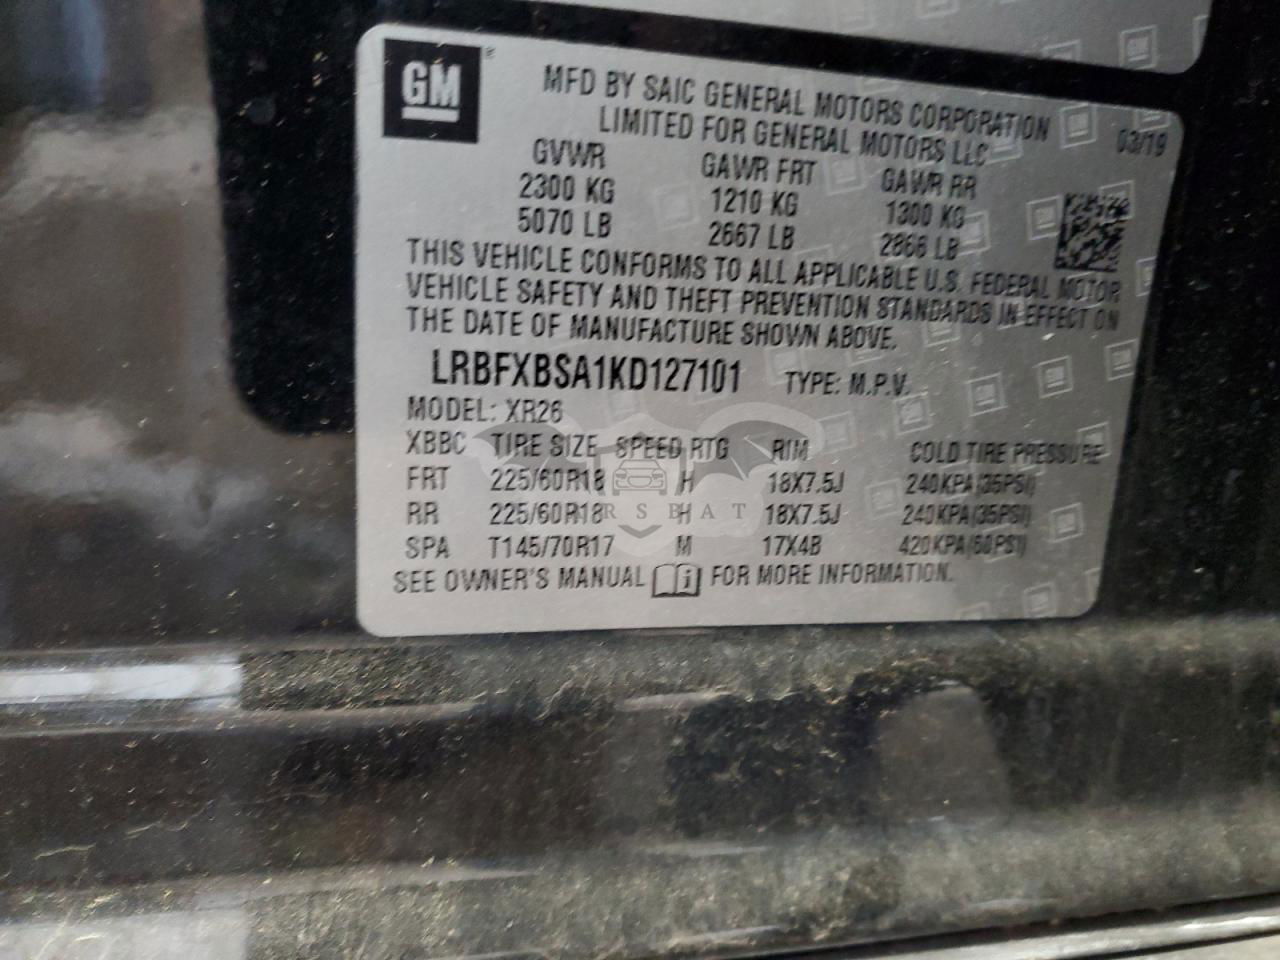 GM
MFD BY SAIC GENERAL MOTORS CORPORATION
LIMITED FOR GENERAL MOTORS LLC
03/19
GVWR GAWR FRT GAWR RR
2300 KG 1210 KG 1300 KG
5070 LB 2667 LB 2866 LB
THIS VEHICLE CONFORMS TO ALL APPLICABLE U.S. FEDERAL MOTOR
VEHICLE SAFETY AND THEFT PREVENTION STANDARDS IN EFFECT ON
THE DATE OF MANUFACTURE SHOWN ABOVE.
LRBFXBSA1KD127101 TYPE: M.P.V.
MODEL: XR26
XBBC TIRE SIZE SPEED RTG RIM COLD TIRE PRESSURE
FRT 225/60R18 H 18X7.5J 240KPA(35PSI)
RR 225/60R18 H 18X7.5J 240KPA(35PSI)
RSBAT
SPA T145/70R17 M 17X4B 420KPA(60PSI)
SEE OWNER'S MANUAL i FOR MORE INFORMATION.